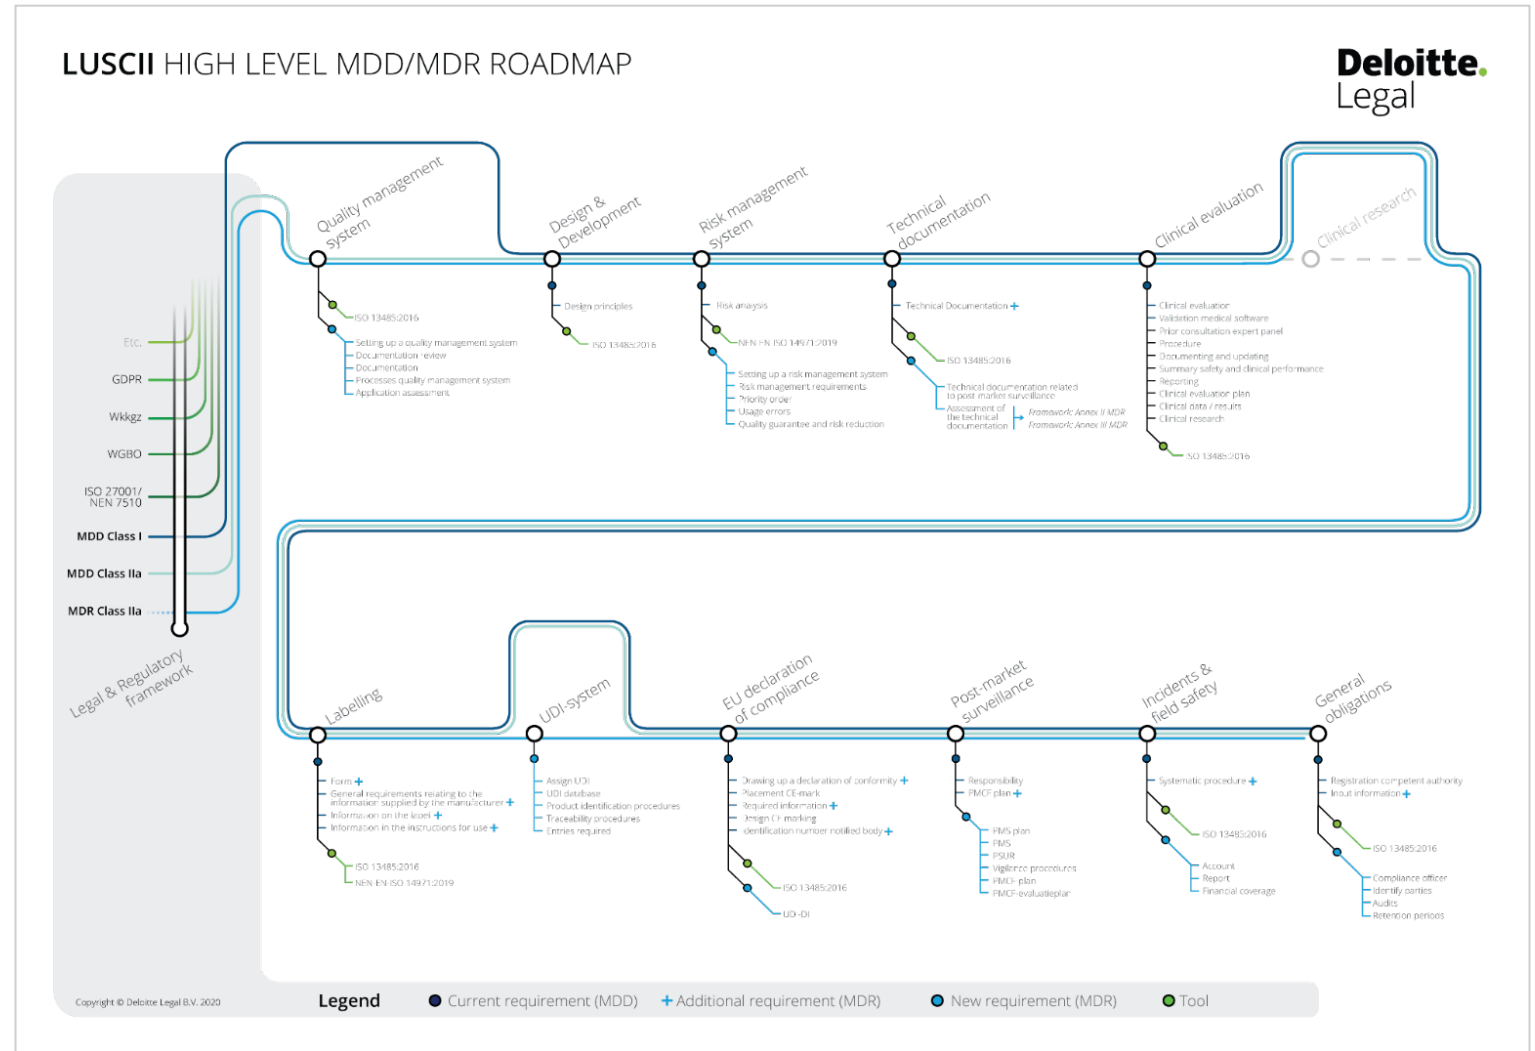 LUSCII HIGH LEVEL MDD/MDR ROADMAP
Deloitte.
Legal
Quality management
system
Design &
Development
Risk management
system
Technical
documentation
Clinical evaluation
Clinical research
ISO 13485:2016
Setting up a quality management system
Documentation review
Documentation
Processes quality management system
Application assessment
Design principles
ISO 13485:2016
Risk anaysis
NEN-EN-ISO 14971:2019
Setting up a risk management system
Risk management requirements
Priority order
Usage errors
Quality guarantee and risk reduction
Technical Documentation +
ISO 13485:2016
Technical documentation related
to post market surveillance
Assessment of
the technical
documentation
Framework: Annex II MDR
Framework: Annex III MDR
Clinical evaluation
Validation medical software
Prior consultation expert panel
Procedure
Documenting and updating
Summary safety and clinical performance
Reporting
Clinical evaluation plan
Clinical data / results
Clinical research
ISO 13485:2016
Etc.
GDPR
Wkkgz
WGBO
ISO 27001/
NEN 7510
MDD Class I
MDD Class IIa
MDR Class IIa
Legal & Regulatory
framework
Labelling
UDI-system
EU declaration
of compliance
Post-market
surveillance
Incidents &
field safety
General
obligations
Form +
General requirements relating to the
information supplied by the manufacturer +
Information on the label +
Information in the instructions for use +
ISO 13485:2016
NEN-EN-ISO 14971:2019
Assign UDI
UDI database
Product identification procedures
Traceability procedures
Entries required
Drawing up a declaration of conformity +
Placement CE-mark
Required information +
Design CE marking
Identification number notified body +
ISO 13485:2016
UDI-DI
Responsibility
PMCF plan +
PMS plan
PMS
PSUR
Vigilance procedures
PMCF-plan
PMCF-evaluatieplan
Systematic procedure +
ISO 13485:2016
Account
Report
Financial coverage
Registration competent authority
Input information +
ISO 13485:2016
Compliance officer
Identify parties
Audits
Retention periods
Copyright © Deloitte Legal B.V. 2020
Legend
Current requirement (MDD)
+ Additional requirement (MDR)
New requirement (MDR)
Tool